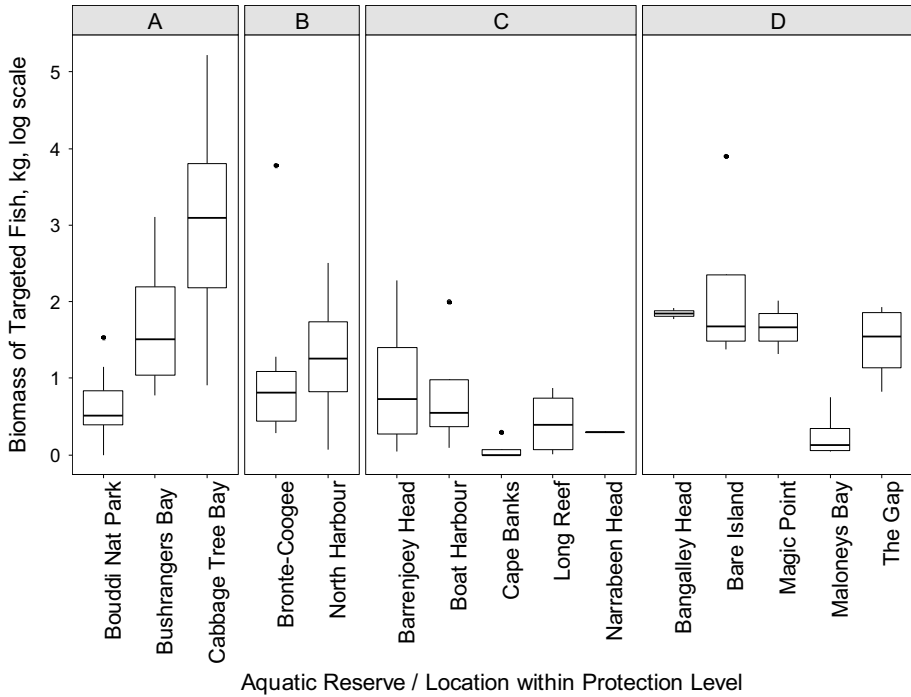 A
B
C
D
Biomass of Targeted Fish, kg, log scale
5
4
3
2
1
0
Bouddi Nat Park
Bushrangers Bay
Cabbage Tree Bay
Bronte-Coogee
North Harbour
Barrenjoey Head
Boat Harbour
Cape Banks
Long Reef
Narrabeen Head
Bangalley Head
Bare Island
Magic Point
Maloneys Bay
The Gap
Aquatic Reserve / Location within Protection Level